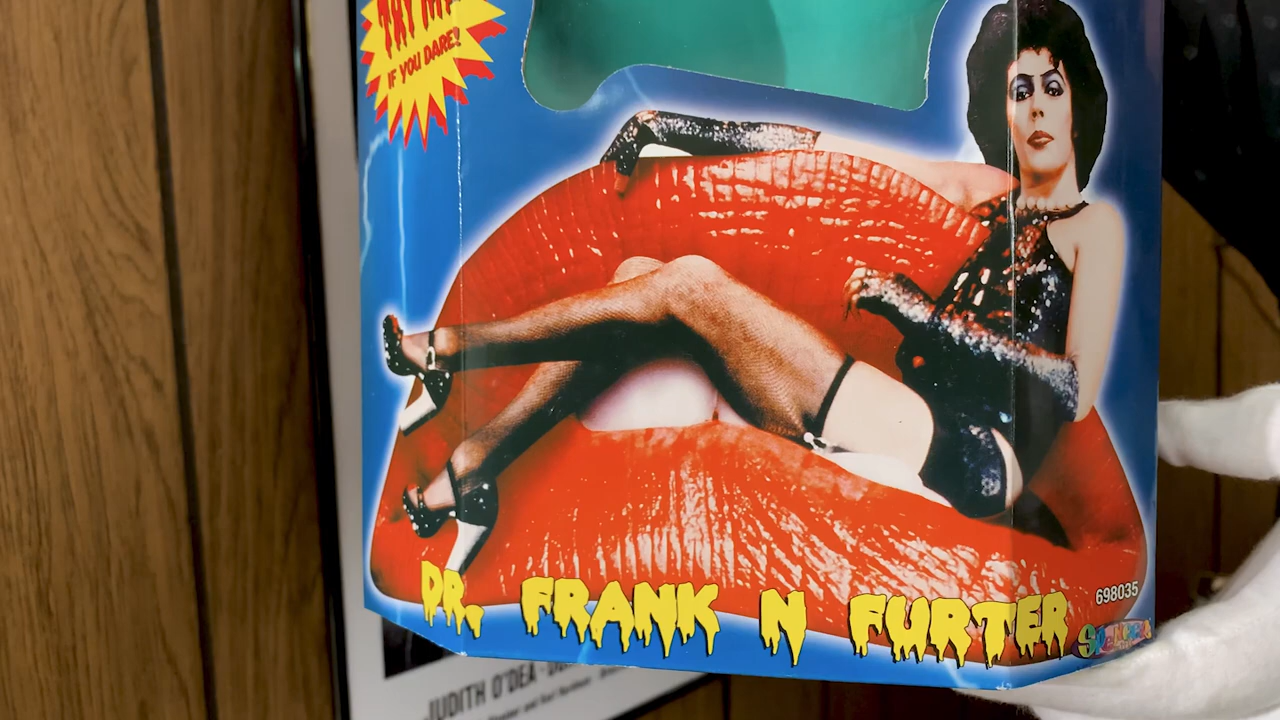 TRY ME
IF YOU DARE!
DR. FRANK N FURTER
698035
JUDITH O'DEA